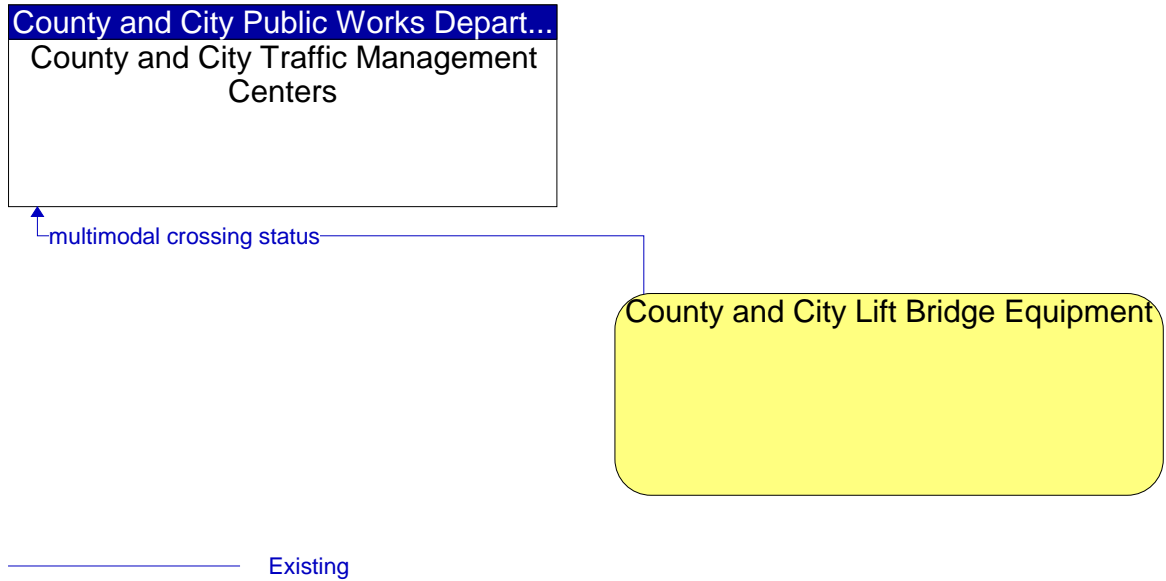 County and City Public Works Depart...
County and City Traffic Management
Centers
multimodal crossing status
County and City Lift Bridge Equipment
Existing